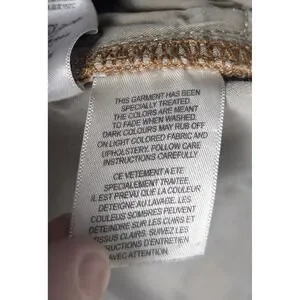 THIS GARMENT HAS BEEN
SPECIALLY TREATED.
THE COLORS ARE MEANT
TO FADE WHEN WASHED.
DARK COLOURS MAY RUB OFF
ON LIGHT COLORED FABRIC AND
UPHOLSTERY. FOLLOW CARE
INSTRUCTIONS CAREFULLY
CE VETEMENT A ETE
SPECIALEMENT TRAITEE.
IL EST PREVU QUE LA COULEUR
DETEIGNE AU LAVAGE. LES
COULEUR SOMBRES PEUVENT
DETEINDRE SUR LES CUIRS ET
TISSUS CLAIRS. SUIVEZ LES
INSTRUCTIONS D'ENTRETIEN
AVEC ATTENTION.